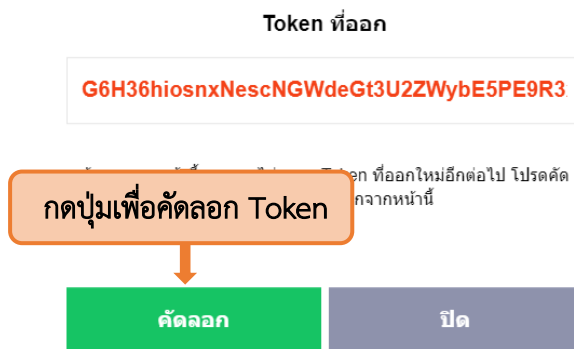 Token ที่ออก
G6H36hiosnxNescNGWdeGt3U2ZWybE5PE9R3
ที่ออกใหม่อีกต่อไป โปรดคัด
กจากหน้านี้
กดปุ่มเพื่อคัดลอก Token
คัดลอก
ปิด